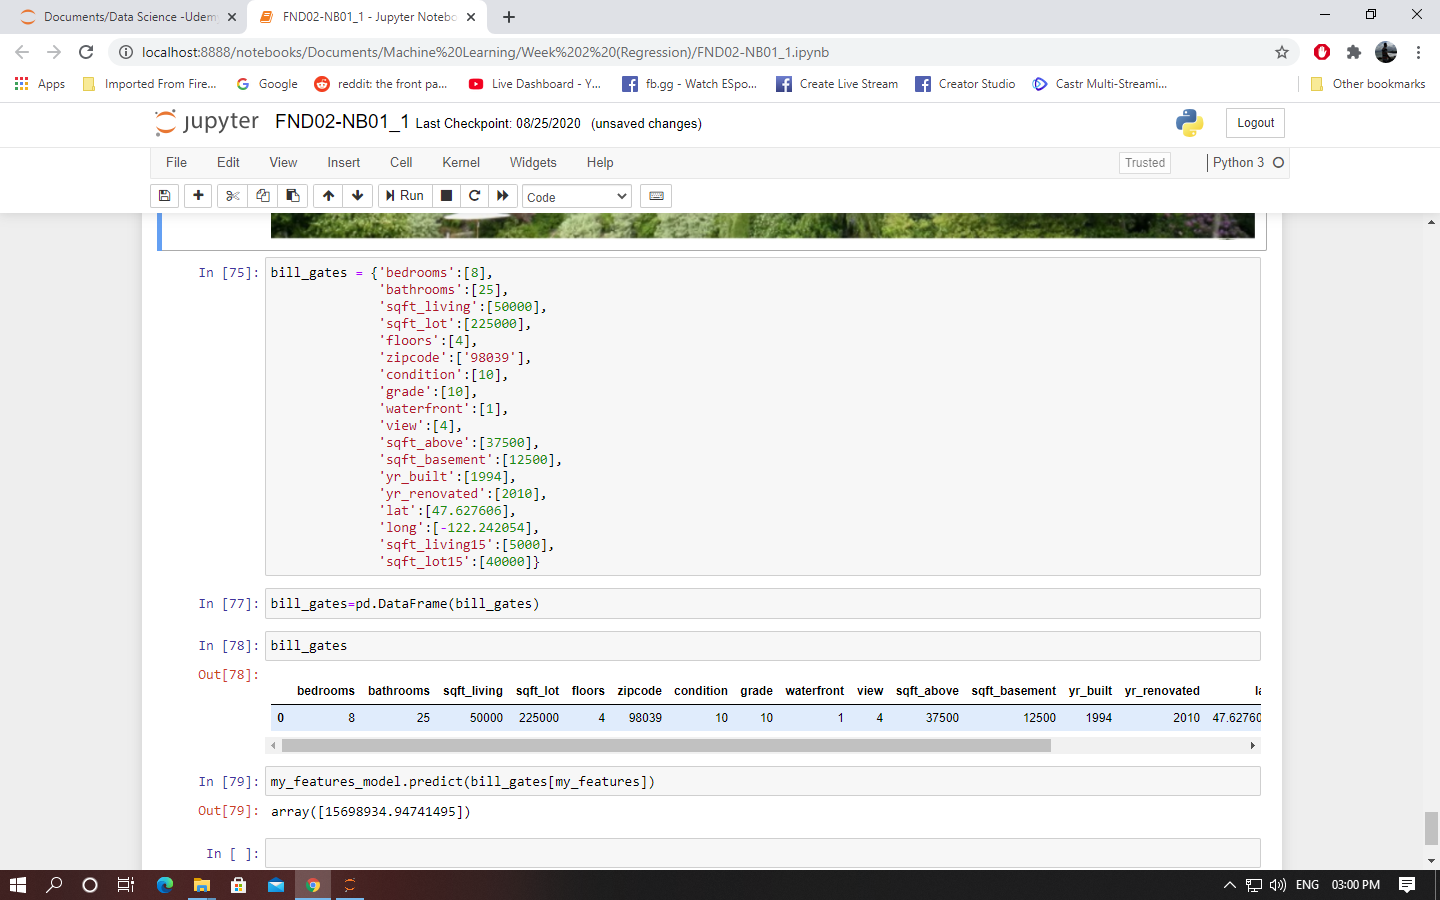 Documents/Data Science -Udem
FND02-NB01_1 - Jupyter Notebo
localhost:8888/notebooks/Documents/Machine%20Learning/Week%202%20(Regression)/FND02-NB01_1.ipynb
Apps Imported From Fire... Google reddit: the front pa... Live Dashboard - Y... fb.gg - Watch ESpo... Create Live Stream Creator Studio Castr Multi-Streami... Other bookmarks
jupyter FND02-NB01_1 Last Checkpoint: 08/25/2020 (unsaved changes) Logout
File Edit View Insert Cell Kernel Widgets Help Trusted Python 3
Run Code
In [75]: bill_gates = {'bedrooms':[8],
'bathrooms':[25],
'sqft_living':[50000],
'sqft_lot':[225000],
'floors':[4],
'zipcode':['98039'],
'condition':[10],
'grade':[10],
'waterfront':[1],
'view':[4],
'sqft_above':[37500],
'sqft_basement':[12500],
'yr_built':[1994],
'yr_renovated':[2010],
'lat':[47.627606],
'long':[-122.242054],
'sqft_living15':[5000],
'sqft_lot15':[40000]}
In [77]: bill_gates=pd.DataFrame(bill_gates)
In [78]: bill_gates
Out[78]:
bedrooms bathrooms sqft_living sqft_lot floors zipcode condition grade waterfront view sqft_above sqft_basement yr_built yr_renovated la
0 8 25 50000 225000 4 98039 10 10 1 4 37500 12500 1994 2010 47.62760
In [79]: my_features_model.predict(bill_gates[my_features])
Out[79]: array([15698934.94741495])
In [ ]:
ENG 03:00 PM